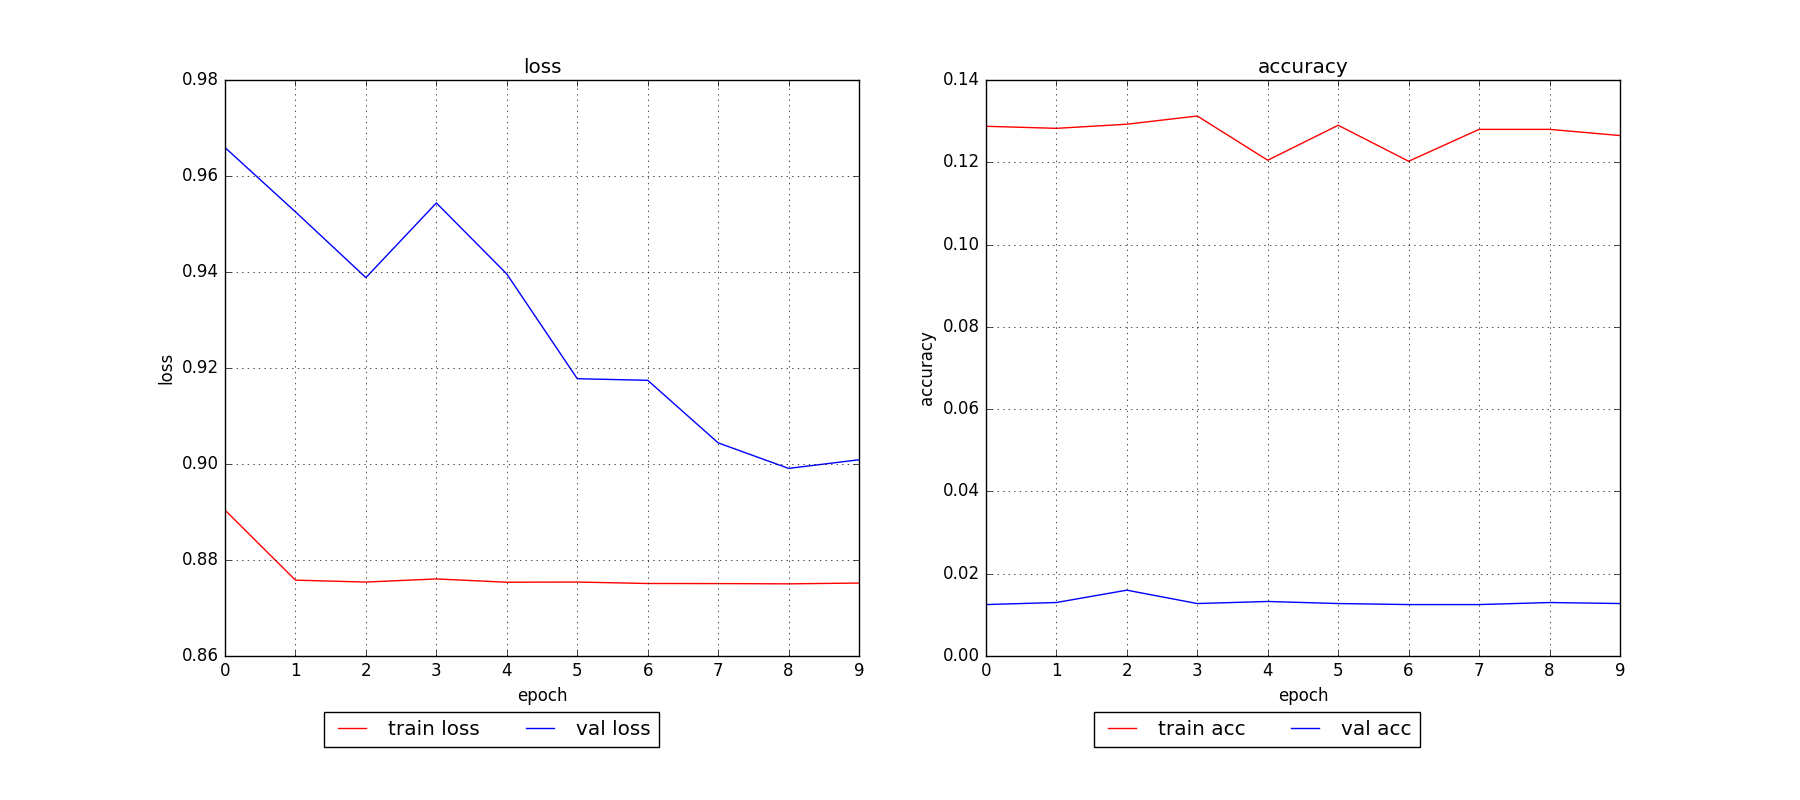 loss
0.98
0.96
0.94
0.92
0.90
0.88
0.86
loss
0 1 2 3 4 5 6 7 8 9
epoch
train loss val loss
accuracy
0.14
0.12
0.10
0.08
0.06
0.04
0.02
0.00
accuracy
0 1 2 3 4 5 6 7 8 9
epoch
train acc val acc